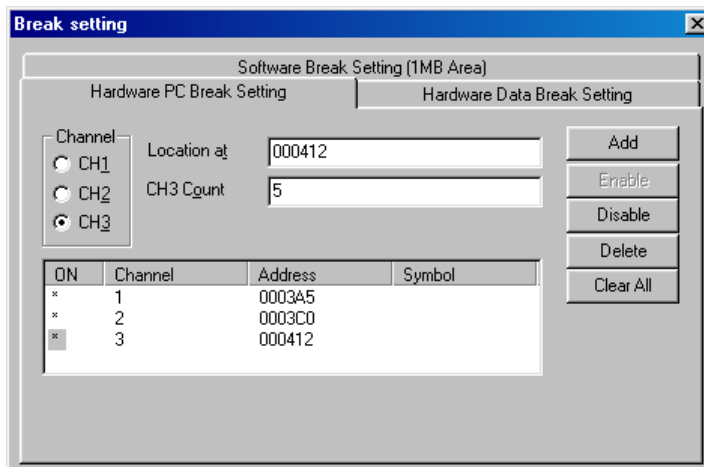 Break setting
Software Break Setting (1MB Area)
Hardware PC Break Setting
Hardware Data Break Setting
Channel
CH1
CH2
CH3
Location at
000412
CH3 Count
5
Add
Enable
Disable
Delete
Clear All
ON Channel Address Symbol
* 1 0003A5
* 2 0003C0
* 3 000412